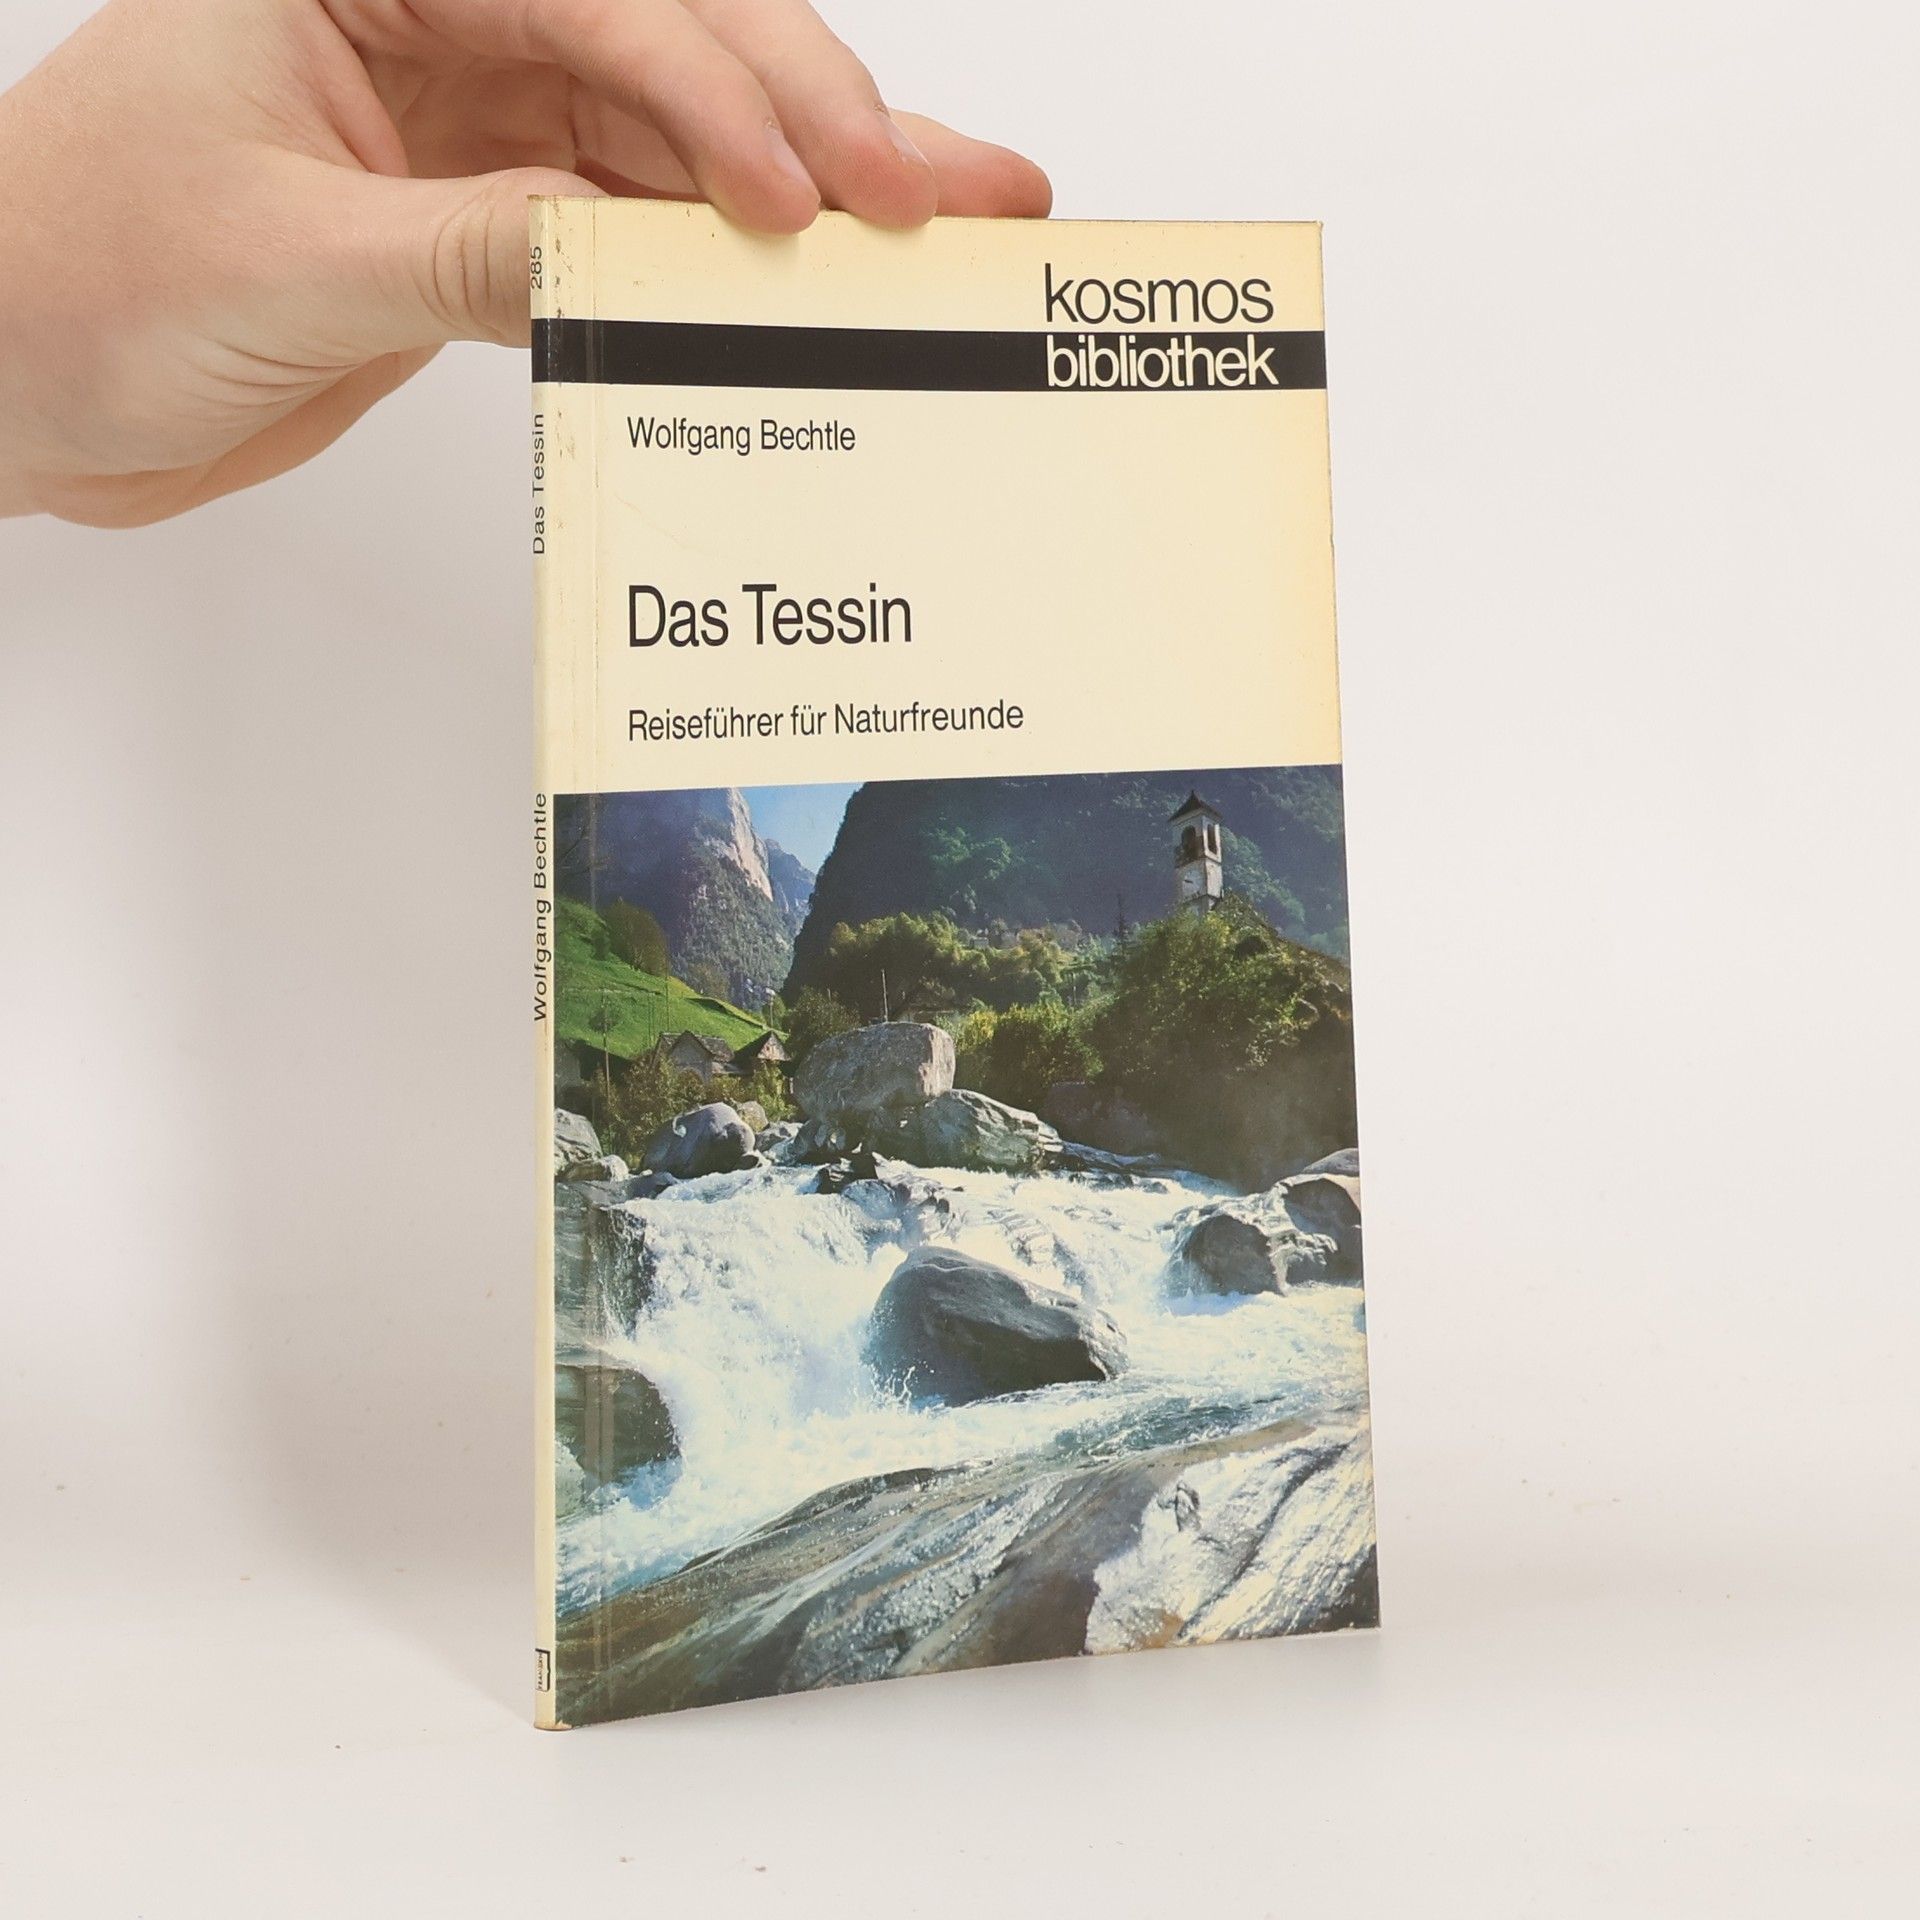 kosmos
bibliothek
Wolfgang Bechtle
Das Tessin
Reiseführer für Naturfreunde
285
Das Tessin
Wolfgang Bechtle